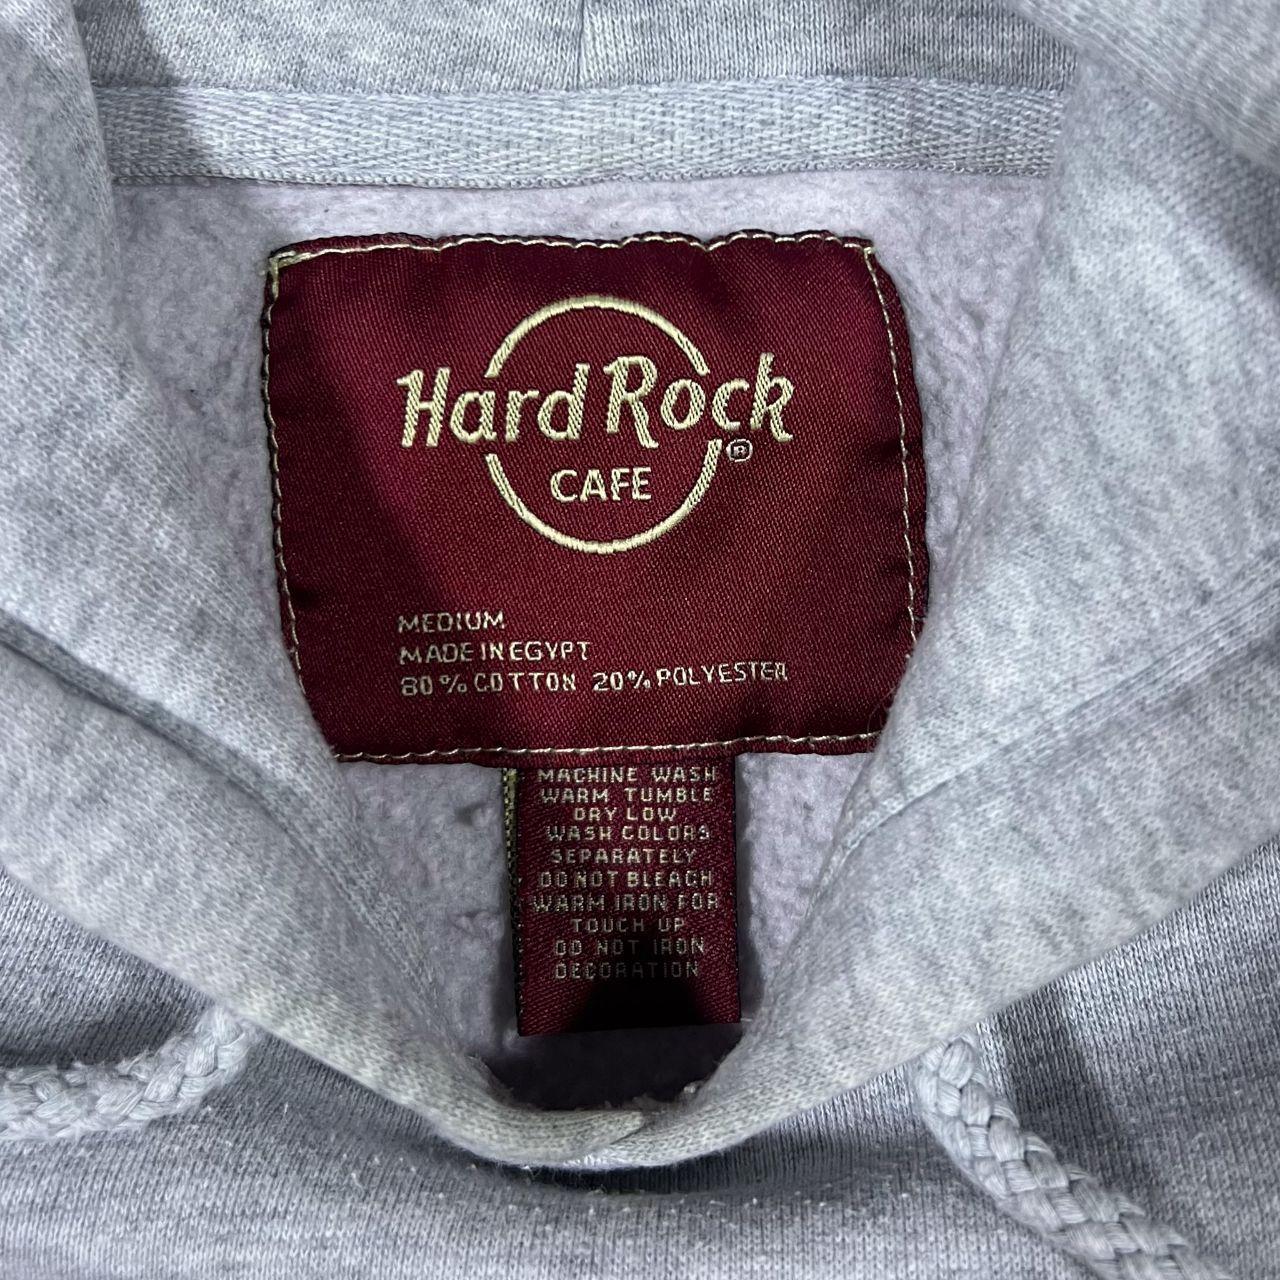 Hard Rock
®
CAFE
MEDIUM
MADE IN EGYPT
80% COTTON 20% POLYESTER
MACHINE WASH
WARM TUMBLE
DRY LOW
WASH COLORS
SEPARATELY
DO NOT BLEACH
WARM IRON FOR
TOUCH UP
DO NOT IRON
DECORATION